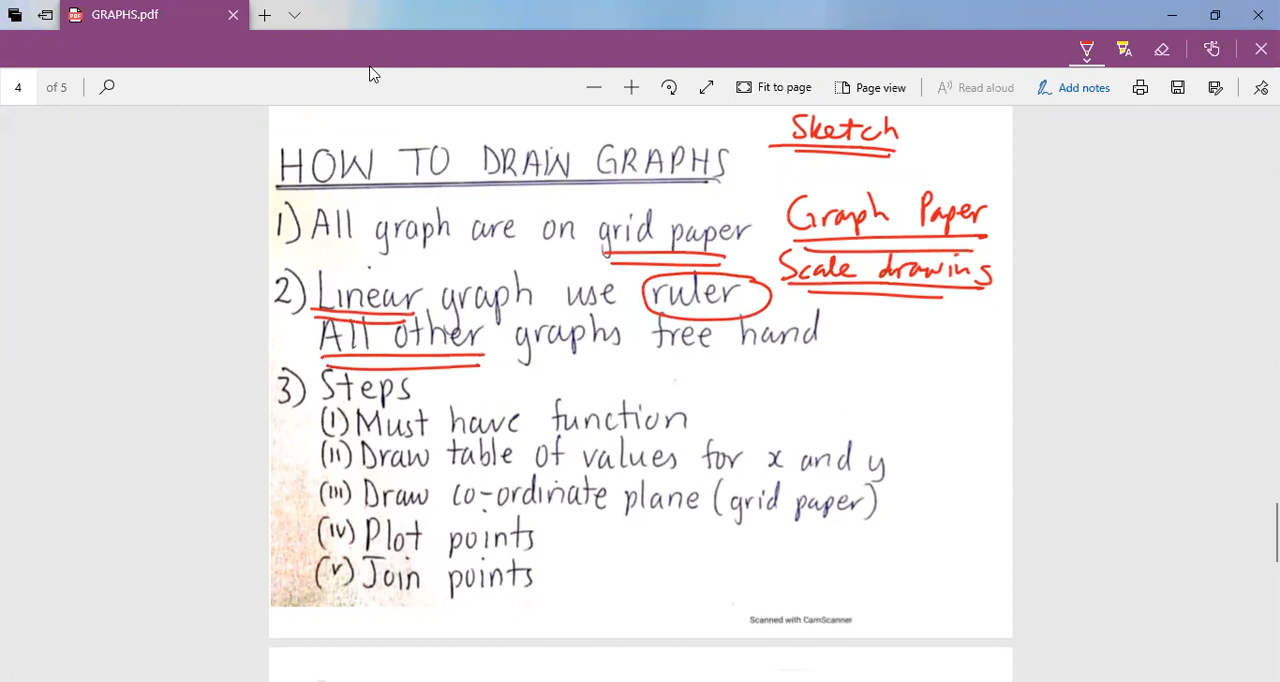 GRAPHS.pdf
4 of 5
Fit to page
Page view
Read aloud
Add notes
Sketch
HOW TO DRAW GRAPHS
1) All graph are on grid paper
Graph Paper
Scale drawing
2) Linear graph use ruler
All other graphs free hand
3) Steps
(i) Must have function
(ii) Draw table of values for x and y
(iii) Draw co-ordinate plane (grid paper)
(iv) Plot points
(v) Join points
Scanned with CamScanner